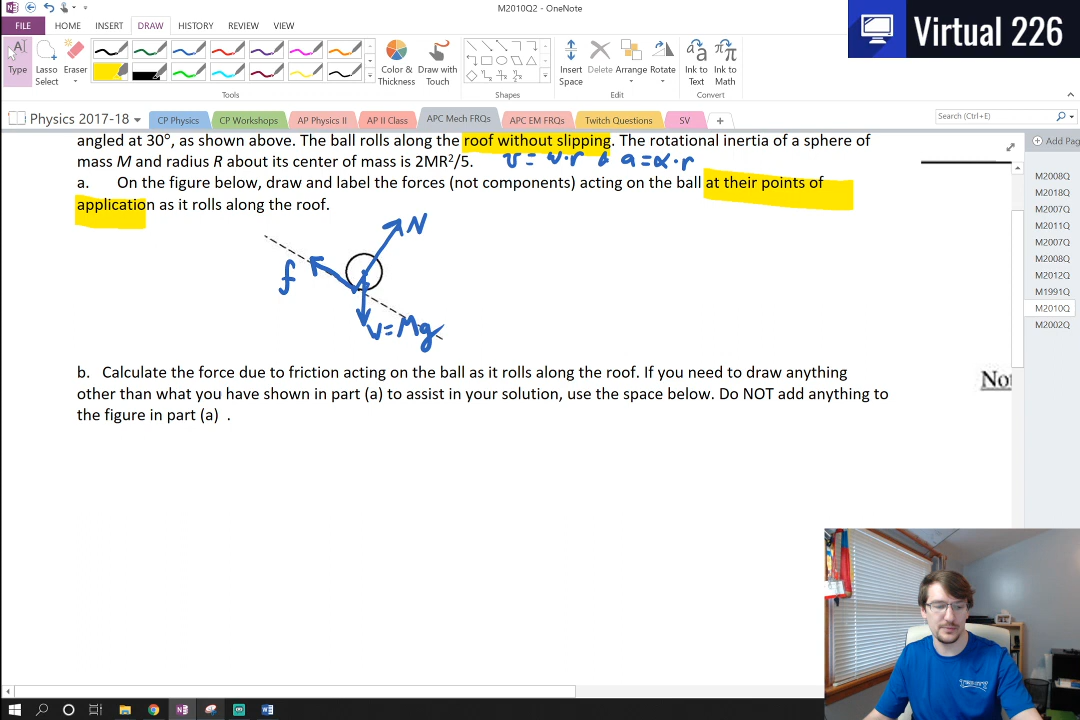 M2010Q2 - OneNote
FILE HOME INSERT DRAW HISTORY REVIEW VIEW
Virtual 226
Type
Lasso Select
Eraser
Color & Thickness
Draw with Touch
Insert Space
Delete
Arrange
Rotate
Ink to Text
Ink to Math
Tools
Shapes
Edit
Convert
Physics 2017-18
CP Physics
CP Workshops
AP Physics II
AP II Class
APC Mech FRQs
APC EM FRQs
Twitch Questions
SV
Search (Ctrl+E)
Add Pag
angled at 30°, as shown above. The ball rolls along the roof without slipping. The rotational inertia of a sphere of
mass M and radius R about its center of mass is 2MR²/5.
v = ω·r & a=α·r
a. On the figure below, draw and label the forces (not components) acting on the ball at their points of
application as it rolls along the roof.
N
f
W=Mg
b. Calculate the force due to friction acting on the ball as it rolls along the roof. If you need to draw anything
other than what you have shown in part (a) to assist in your solution, use the space below. Do NOT add anything to
the figure in part (a) .
Not
M2008Q
M2018Q
M2007Q
M2011Q
M2007Q
M2008Q
M2012Q
M1991Q
M2010Q
M2002Q